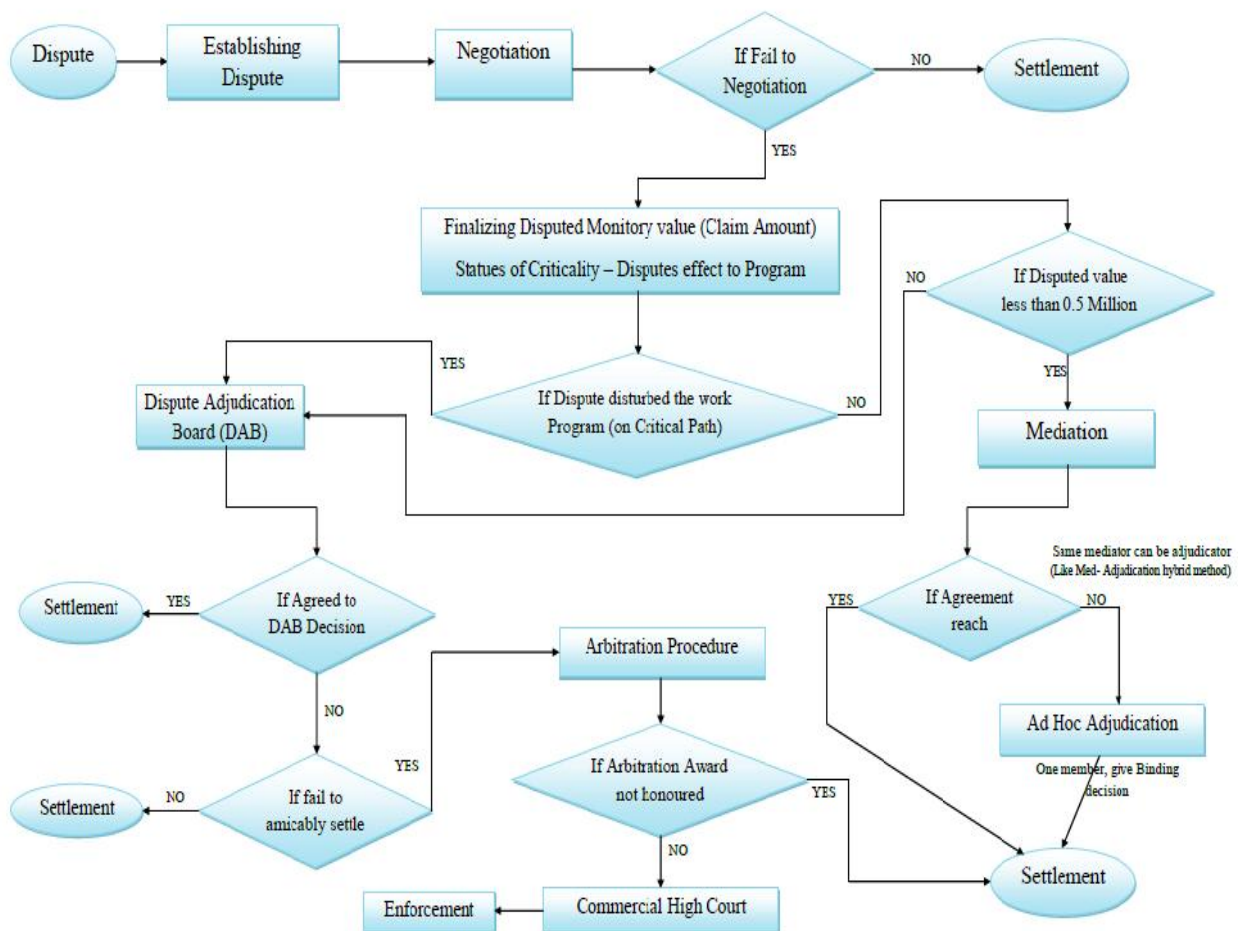 Dispute
Establishing
Dispute
Negotiation
If Fail to
Negotiation
NO
Settlement
YES
Finalizing Disputed Monitory value (Claim Amount)
Statues of Criticality – Disputes effect to Program
NO
If Disputed value
less than 0.5 Million
YES
YES
If Dispute disturbed the work
Program (on Critical Path)
NO
Dispute Adjudication
Board (DAB)
Mediation
Same mediator can be adjudicator
(Like Med- Adjudication hybrid method)
Settlement
YES
If Agreed to
DAB Decision
YES
If Agreement
reach
NO
Arbitration Procedure
NO
Ad Hoc Adjudication
One member, give Binding
decision
YES
If Arbitration Award
not honoured
YES
Settlement
NO
If fail to
amicably settle
NO
Settlement
Enforcement
Commercial High Court